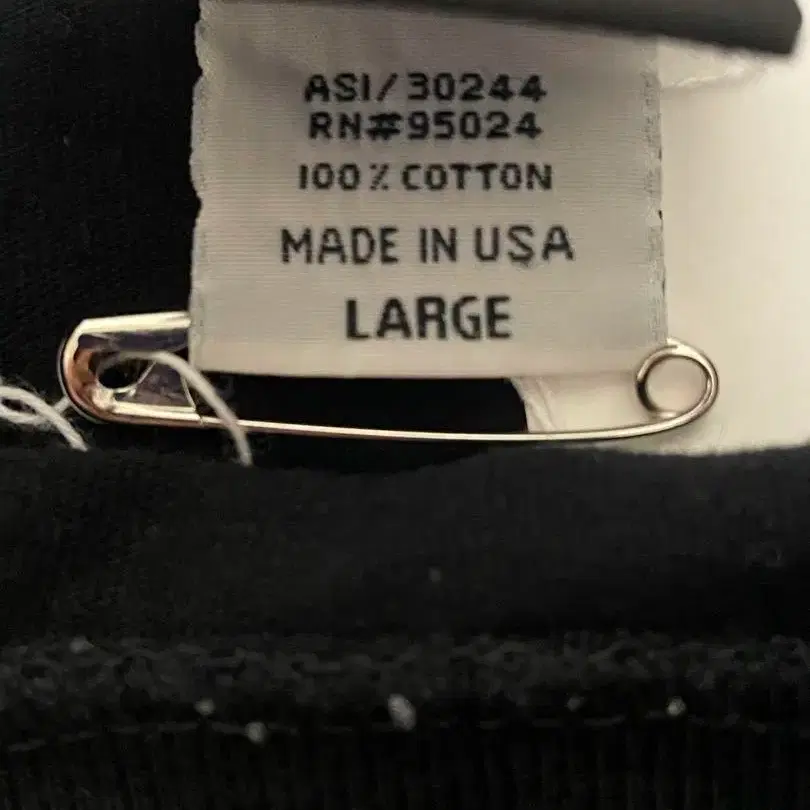 ASI/30244
RN#95024
100% COTTON
MADE IN USA
LARGE